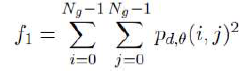 f_1 = \sum_{i=0}^{N_g-1} \sum_{j=0}^{N_g-1} p_{d,\theta}(i,j)^2